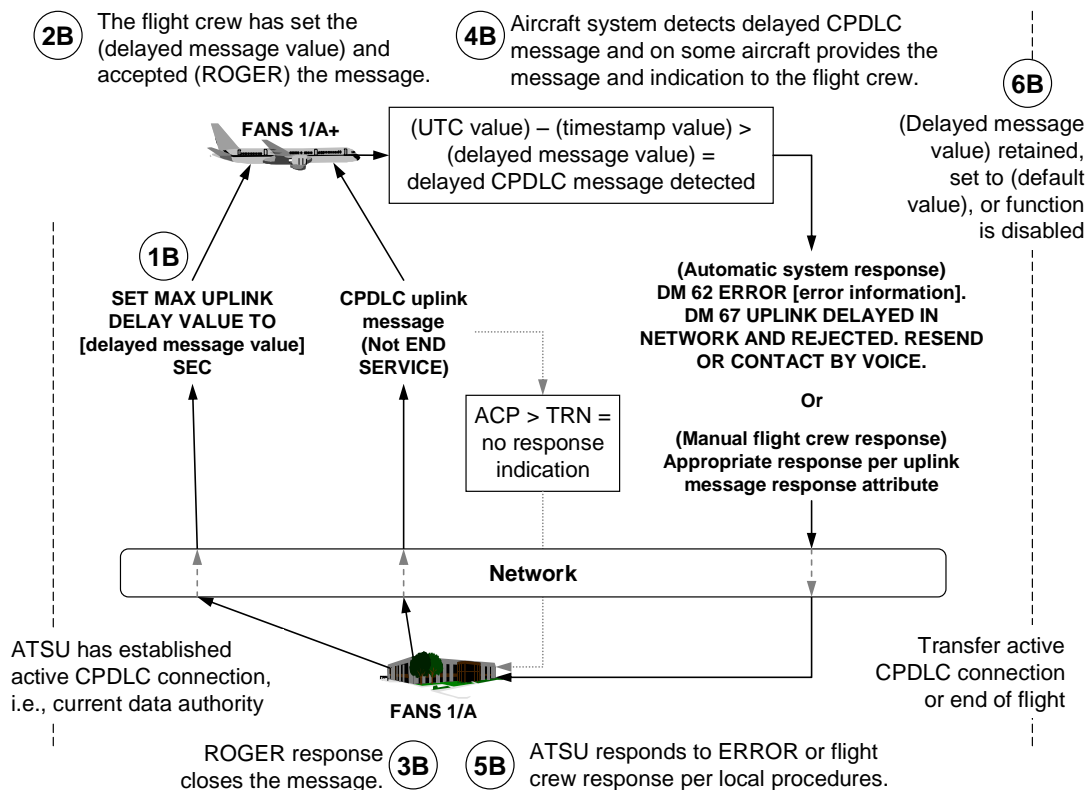 2B
The flight crew has set the
(delayed message value) and
accepted (ROGER) the message.
4B
Aircraft system detects delayed CPDLC
message and on some aircraft provides the
message and indication to the flight crew.
6B
(Delayed message
value) retained,
set to (default
value), or function
is disabled
FANS 1/A+
(UTC value) – (timestamp value) >
(delayed message value) =
delayed CPDLC message detected
1B
SET MAX UPLINK
DELAY VALUE TO
[delayed message value]
SEC
CPDLC uplink
message
(Not END
SERVICE)
(Automatic system response)
DM 62 ERROR [error information].
DM 67 UPLINK DELAYED IN
NETWORK AND REJECTED. RESEND
OR CONTACT BY VOICE.
Or
(Manual flight crew response)
Appropriate response per uplink
message response attribute
ACP > TRN =
no response
indication
Network
ATSU has established
active CPDLC connection,
i.e., current data authority
FANS 1/A
Transfer active
CPDLC connection
or end of flight
ROGER response
closes the message.
3B
5B
ATSU responds to ERROR or flight
crew response per local procedures.